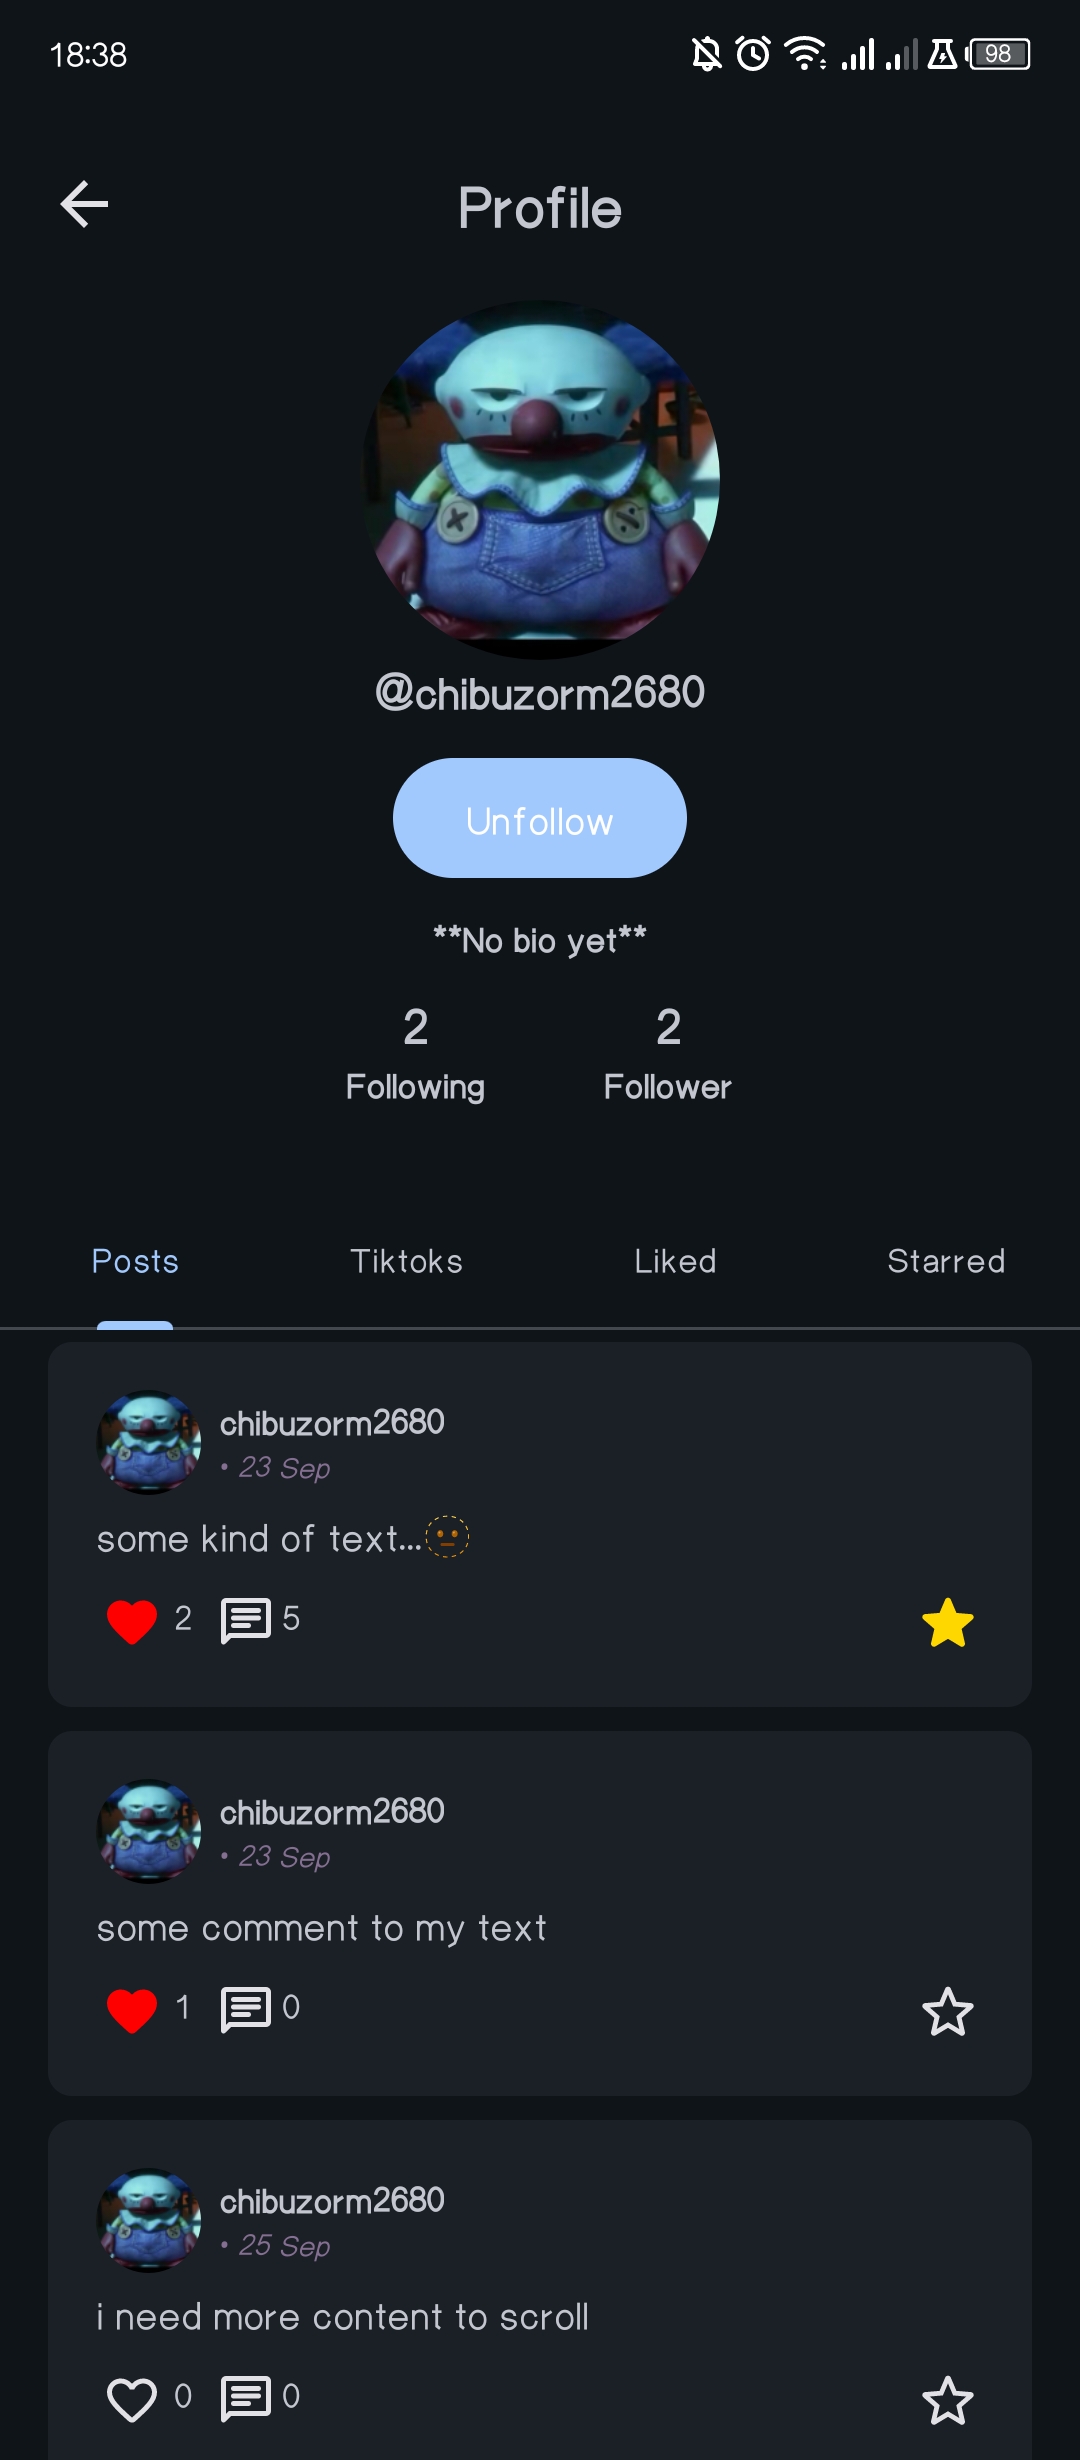 18:38
98
Profile
@chibuzorm2680
Unfollow
**No bio yet**
2 2
Following Follower
Posts Tiktoks Liked Starred
chibuzorm2680
• 23 Sep
some kind of text...🫥
2 5
chibuzorm2680
• 23 Sep
some comment to my text
1 0
chibuzorm2680
• 25 Sep
i need more content to scroll
0 0